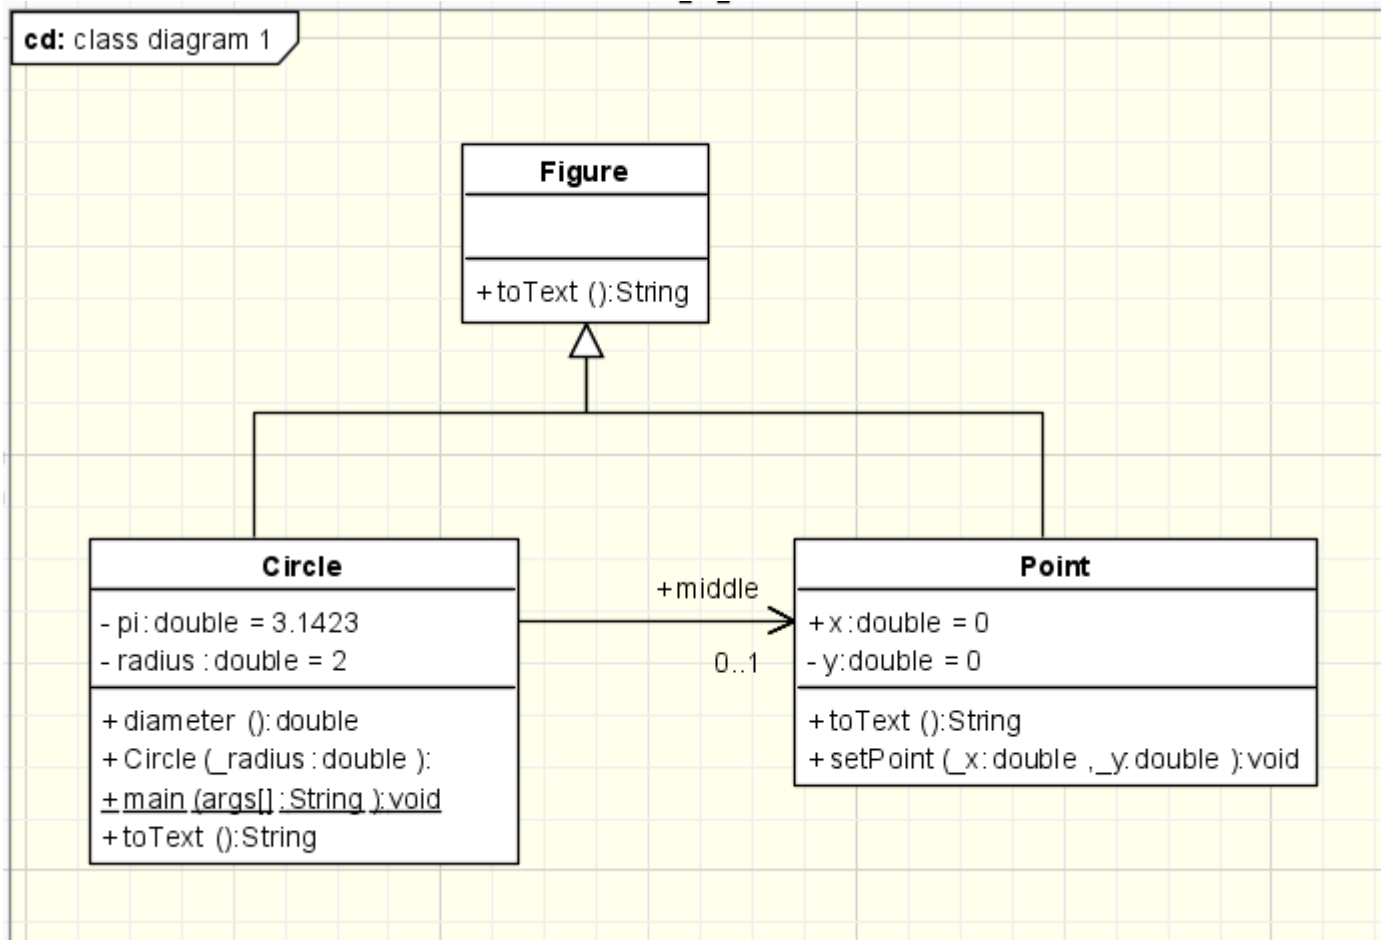 cd: class diagram 1
Figure
+toText ():String
Circle
- pi:double = 3.1423
- radius :double = 2
+diameter ():double
+Circle (_radius:double ):
+main (args[] :String ):void
+toText ():String
+middle
0..1
Point
+x:double = 0
- y:double = 0
+toText ():String
+setPoint (_x:double ,_y:double ):void